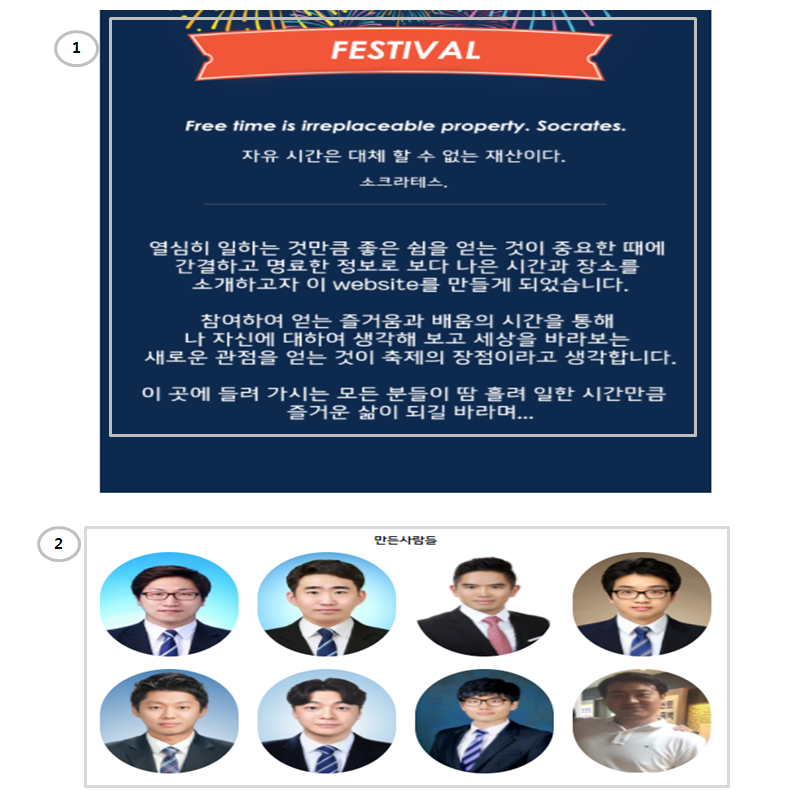 1
FESTIVAL
Free time is irreplaceable property. Socrates.
자유 시간은 대체 할 수 없는 재산이다.
소크라테스.
열심히 일하는 것만큼 좋은 쉼을 얻는 것이 중요한 때에
간결하고 명료한 정보로 보다 나은 시간과 장소를
소개하고자 이 website를 만들게 되었습니다.
참여하여 얻는 즐거움과 배움의 시간을 통해
나 자신에 대하여 생각해 보고 세상을 바라보는
새로운 관점을 얻는 것이 축제의 장점이라고 생각합니다.
이 곳에 들려 가시는 모든 분들이 땀 흘려 일한 시간만큼
즐거운 삶이 되길 바라며...
2
만든사람들